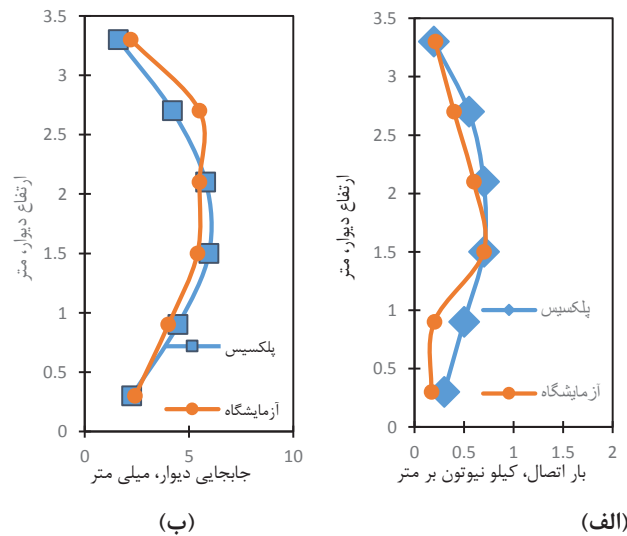 3.5
3
2.5
2
1.5
1
0.5
0
0
0.5
1
1.5
2
ارتفاع دیوار، متر
پلکسیس
آزمایشگاه
بار اتصال، کیلو نیوتون بر متر
(الف)
3.5
3
2.5
2
1.5
1
0.5
0
0
5
10
ارتفاع دیوار، متر
پلکسیس
آزمایشگاه
جابجایی دیوار، میلی متر
(ب)